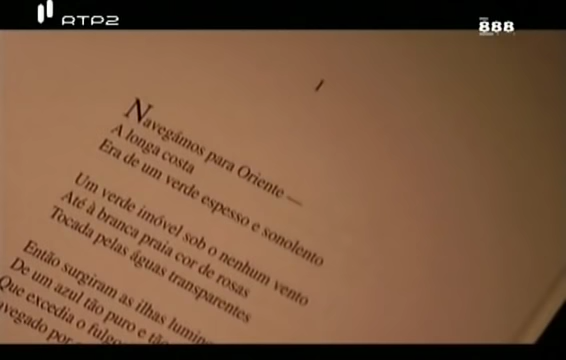 RTP2
888
I
Navegámos para Oriente —
A longa costa
Era de um verde espesso e sonolento
Um verde imóvel sob o nenhum vento
Até à branca praia cor de rosas
Tocada pelas águas transparentes
Então surgiram as ilhas
De um azul tão puro e
Que excedia o
por